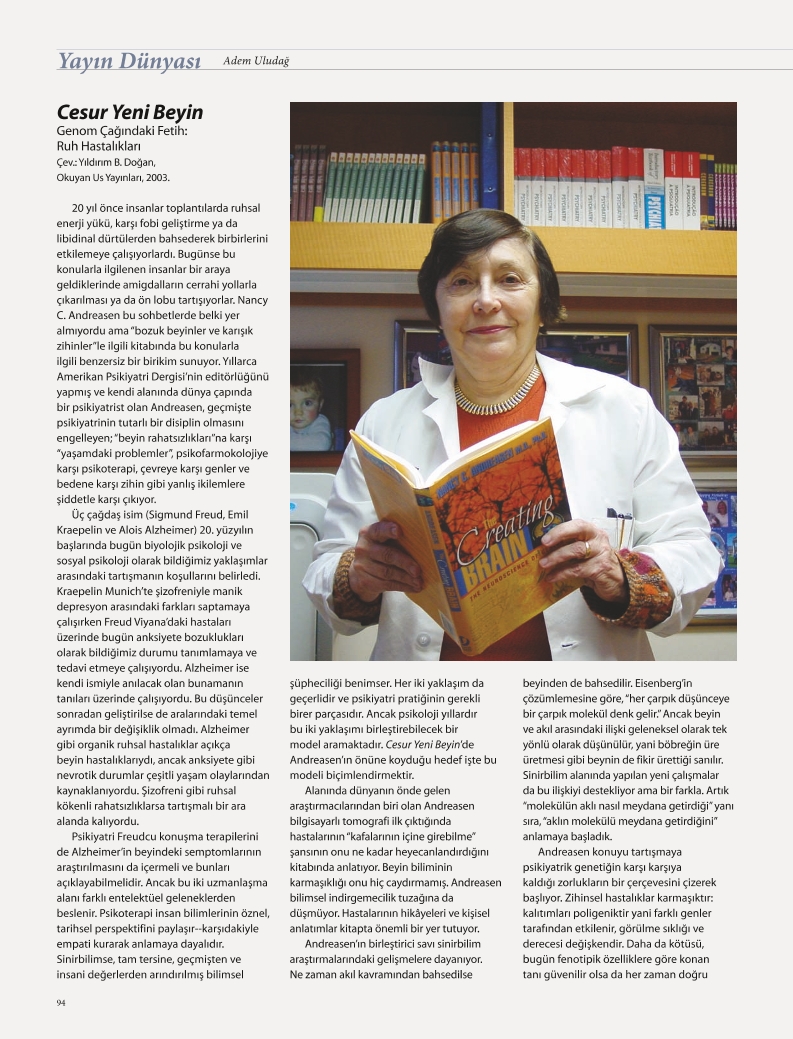 Yayın Dünyası
Adem Uludağ
Cesur Yeni Beyin
Genom Çağındaki Fetih:
Ruh Hastalıkları
Çev.: Yıldırım B. Doğan,
Okuyan Us Yayınları, 2003.
20 yıl önce insanlar toplantılarda ruhsal
enerji yükü, karşı fobi geliştirme ya da
libidinal dürtülerden bahsederek birbirlerini
etkilemeye çalışıyorlardı. Bugünse bu
konularla ilgilenen insanlar bir araya
geldiklerinde amigdalların cerrahi yollarla
çıkarılması ya da ön lobu tartışıyorlar. Nancy
C. Andreasen bu sohbetlerde belki yer
almıyordu ama “bozuk beyinler ve karışık
zihinler”le ilgili kitabında bu konularla
ilgili benzersiz bir birikim sunuyor. Yıllarca
Amerikan Psikiyatri Dergisi’nin editörlüğünü
yapmış ve kendi alanında dünya çapında
bir psikiyatrist olan Andreasen, geçmişte
psikiyatrinin tutarlı bir disiplin olmasını
engelleyen; “beyin rahatsızlıkları”na karşı
“yaşamdaki problemler”, psikofarmokolojiye
karşı psikoterapi, çevreye karşı genler ve
bedene karşı zihin gibi yanlış ikilemlere
şiddetle karşı çıkıyor.
Üç çağdaş isim (Sigmund Freud, Emil
Kraepelin ve Alois Alzheimer) 20. yüzyılın
başlarında bugün biyolojik psikoloji ve
sosyal psikoloji olarak bildiğimiz yaklaşımlar
arasındaki tartışmanın koşullarını belirledi.
Kraepelin Munich’te şizofreniyle manik
depresyon arasındaki farkları saptamaya
çalışırken Freud Viyana’daki hastaları
üzerinde bugün anksiyete bozuklukları
olarak bildiğimiz durumu tanımlamaya ve
tedavi etmeye çalışıyordu. Alzheimer ise
kendi ismiyle anılacak olan bunamanın
tanıları üzerinde çalışıyordu. Bu düşünceler
sonradan geliştirilse de aralarındaki temel
ayrımda bir değişiklik olmadı. Alzheimer
gibi organik ruhsal hastalıklar açıkça
beyin hastalıklarıydı, ancak anksiyete gibi
nevrotik durumlar çeşitli yaşam olaylarından
kaynaklanıyordu. Şizofreni gibi ruhsal
kökenli rahatsızlıklarsa tartışmalı bir ara
alanda kalıyordu.
Psikiyatri Freudcu konuşma terapilerini
de Alzheimer’in beyindeki semptomlarının
araştırılmasını da içermeli ve bunları
açıklayabilmelidir. Ancak bu iki uzmanlaşma
alanı farklı entelektüel geleneklerden
beslenir. Psikoterapi insan bilimlerinin öznel,
tarihsel perspektifini paylaşır--karşıdakiyle
empati kurarak anlamaya dayalıdır.
Sinirbilimse, tam tersine, geçmişten ve
insani değerlerden arındırılmış bilimsel
NANCY C. ANDREASEN M.D., Ph.D.
The
Creating
BRAIN
THE NEUROSCIENCE
PSYCHIATRY
şüpheciliği benimser. Her iki yaklaşım da
geçerlidir ve psikiyatri pratiğinin gerekli
birer parçasıdır. Ancak psikoloji yıllardır
bu iki yaklaşımı birleştirebilecek bir
model aramaktadır. Cesur Yeni Beyin’de
Andreasen’ın önüne koyduğu hedef işte bu
modeli biçimlendirmektir.
Alanında dünyanın önde gelen
araştırmacılarından biri olan Andreasen
bilgisayarlı tomografi ilk çıktığında
hastalarının “kafalarının içine girebilme”
şansının onu ne kadar heyecanlandırdığını
kitabında anlatıyor. Beyin biliminin
karmaşıklığı onu hiç caydırmamış. Andreasen
bilimsel indirgemecilik tuzağına da
düşmüyor. Hastalarının hikâyeleri ve kişisel
anlatımlar kitapta önemli bir yer tutuyor.
Andreasen’ın birleştirici savı sinirbilim
araştırmalarındaki gelişmelere dayanıyor.
Ne zaman akıl kavramından bahsedilse
beyinden de bahsedilir. Eisenberg’in
çözümlemesine göre, “her çarpık düşünceye
bir çarpık molekül denk gelir.” Ancak beyin
ve akıl arasındaki ilişki geleneksel olarak tek
yönlü olarak düşünülür, yani böbreğin üre
üretmesi gibi beynin de fikir ürettiği sanılır.
Sinirbilim alanında yapılan yeni çalışmalar
da bu ilişkiyi destekliyor ama bir farkla. Artık
“molekülün aklı nasıl meydana getirdiği” yanı
sıra, “aklın molekülü meydana getirdiğini”
anlamaya başladık.
Andreasen konuyu tartışmaya
psikiyatrik genetiğin karşı karşıya
kaldığı zorlukların bir çerçevesini çizerek
başlıyor. Zihinsel hastalıklar karmaşıktır:
kalıtımları poligeniktir yani farklı genler
tarafından etkilenir, görülme sıklığı ve
derecesi değişkendir. Daha da kötüsü,
bugün fenotipik özelliklere göre konan
tanı güvenilir olsa da her zaman doğru
94